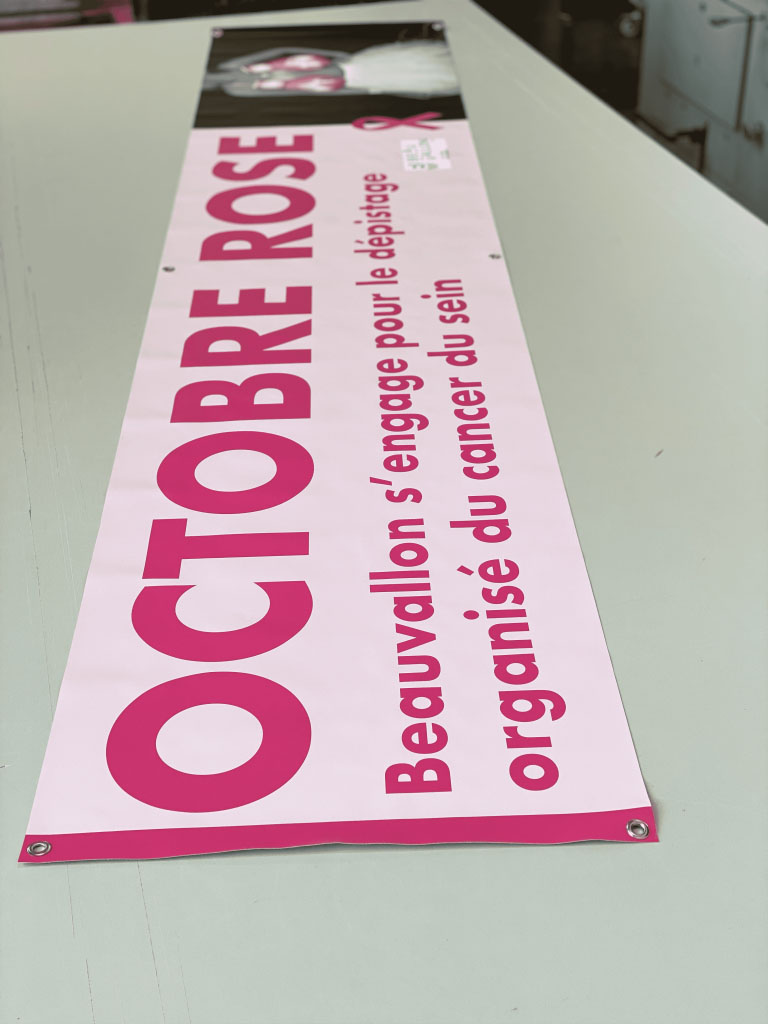 OCTOBRE ROSE
Beauvallon s'engage pour le dépistage
organisé du cancer du sein